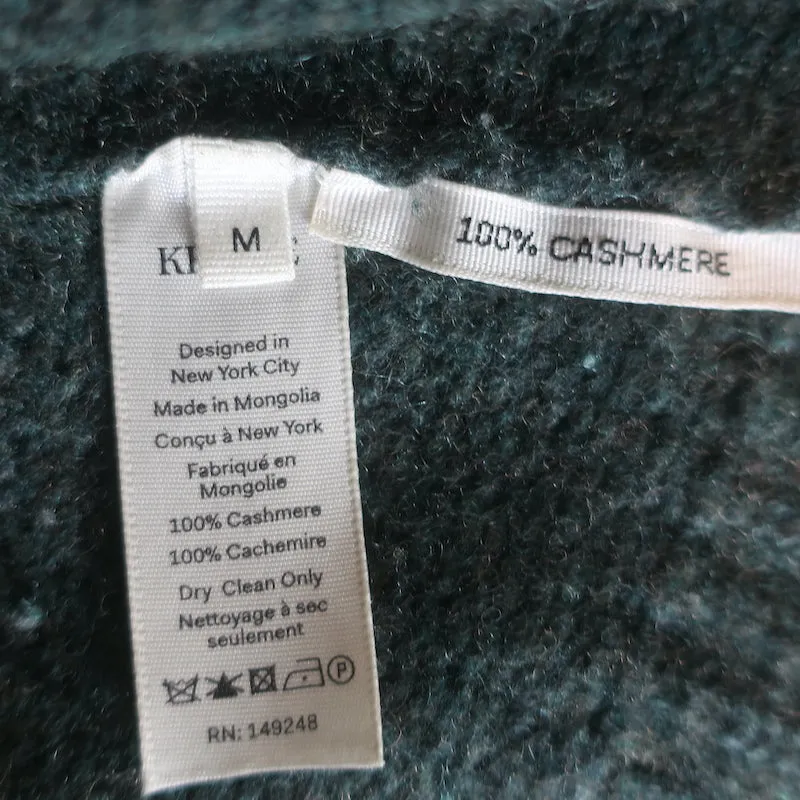 M
Designed in
New York City
Made in Mongolia
Conçu à New York
Fabriqué en
Mongolie
100% Cashmere
100% Cachemire
Dry Clean Only
Nettoyage à sec
seulement
P
RN: 149248
100% CASHMERE